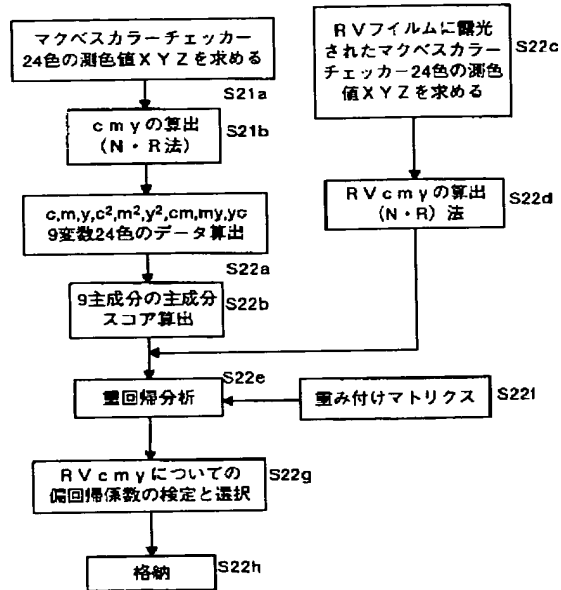 マクベスカラーチェッカー
24色の測色値ＸＹＺを求める
S21a
ｃｍｙの算出
（Ｎ・Ｒ法）
S21b
c,m,y,c²,m²,y²,cm,my,yc
9変数24色のデータ算出
S22a
9主成分の主成分
スコア算出
S22b
ＲＶフィルムに露光
されたマクベスカラー
チェッカー24色の測色
値ＸＹＺを求める
S22c
ＲＶｃｍｙの算出
（Ｎ・Ｒ）法
S22d
S22e
重回帰分析
重み付けマトリクス
S22f
ＲＶｃｍｙについての
偏回帰係数の検定と選択
S22g
格納
S22h